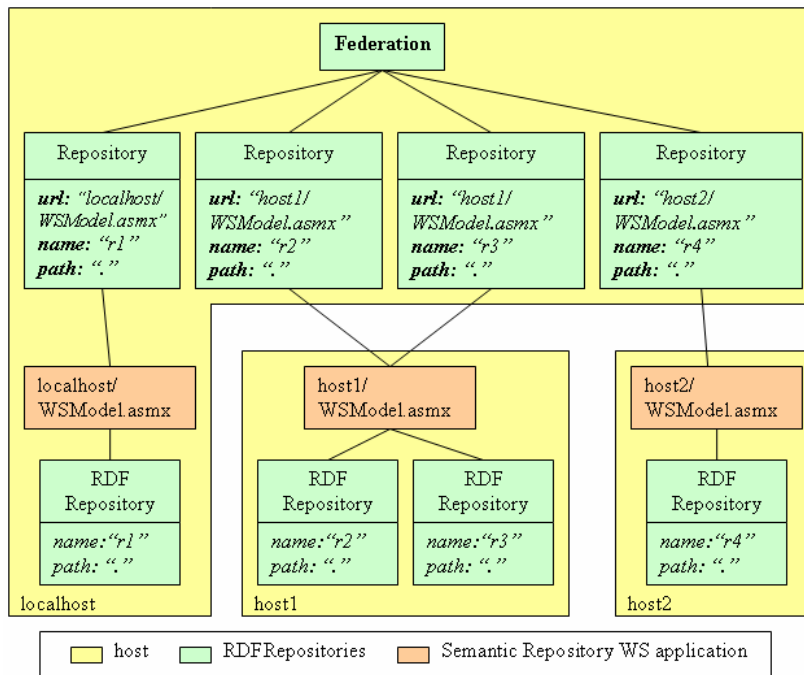 Federation
Repository
url: “localhost/
WSModel.asmx”
name: “r1”
path: “.”
Repository
url: “host1/
WSModel.asmx”
name: “r2”
path: “.”
Repository
url: “host1/
WSModel.asmx”
name: “r3”
path: “.”
Repository
url: “host2/
WSModel.asmx”
name: “r4”
path: “.”
localhost/
WSModel.asmx
host1/
WSModel.asmx
host2/
WSModel.asmx
RDF
Repository
name:“r1”
path: “.”
RDF
Repository
name:“r2”
path: “.”
RDF
Repository
name:“r3”
path: “.”
RDF
Repository
name:“r4”
path: “.”
localhost
host1
host2
host
RDFRepositories
Semantic Repository WS application